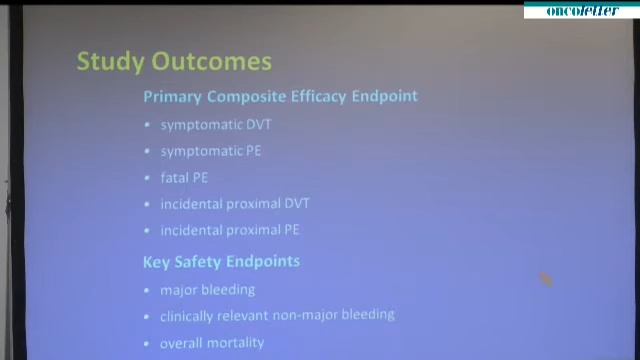 oncoletter
Study Outcomes
Primary Composite Efficacy Endpoint
• symptomatic DVT
• symptomatic PE
• fatal PE
• incidental proximal DVT
• incidental proximal PE
Key Safety Endpoints
• major bleeding
• clinically relevant non-major bleeding
• overall mortality